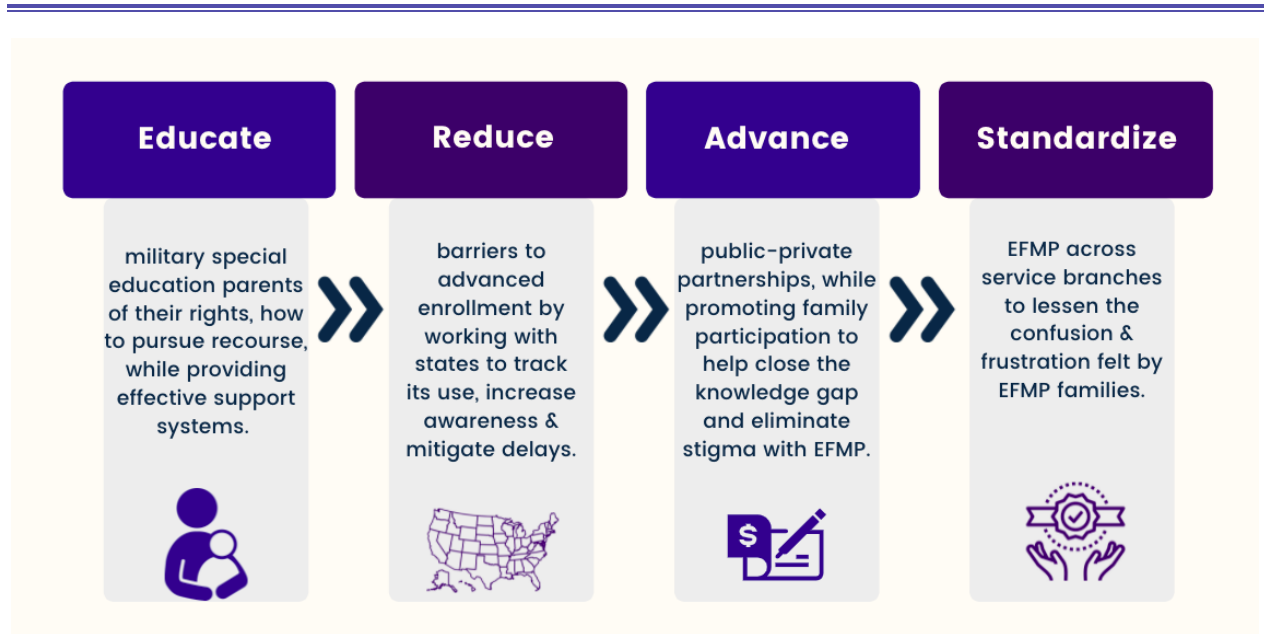 Educate
military special
education parents
of their rights, how
to pursue recourse,
while providing
effective support
systems.
Reduce
barriers to
advanced
enrollment by
working with
states to track
its use, increase
awareness &
mitigate delays.
Advance
public-private
partnerships, while
promoting family
participation to
help close the
knowledge gap
and eliminate
stigma with EFMP.
$
Standardize
EFMP across
service branches
to lessen the
confusion &
frustration felt by
EFMP families.